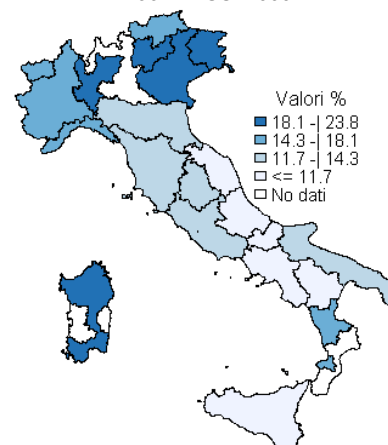 Valori %
18.1 -| 23.8
14.3 -| 18.1
11.7 -| 14.3
<= 11.7
No dati